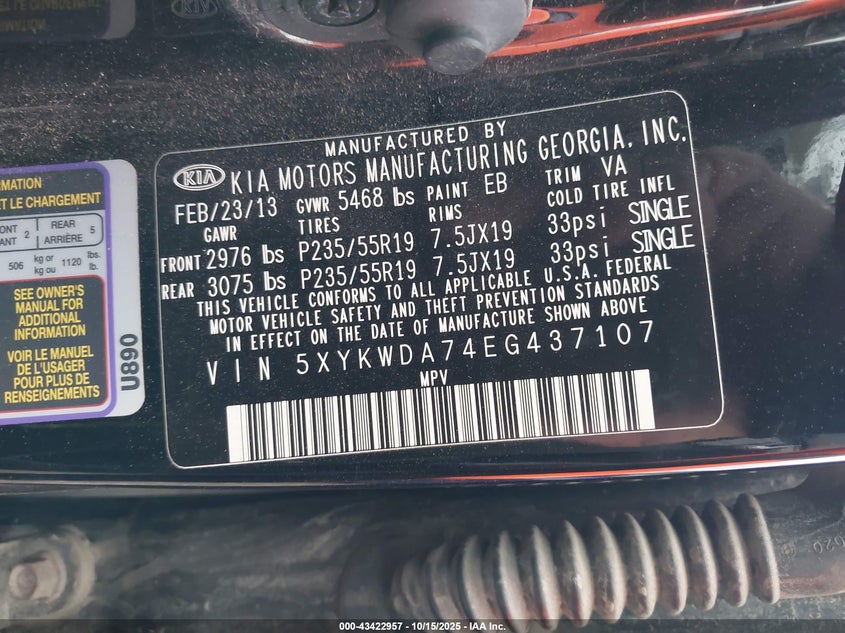 MANUFACTURED BY
KIA KIA MOTORS MANUFACTURING GEORGIA, INC.
FEB/23/13 GVWR 5468 lbs PAINT EB TRIM VA
GAWR TIRES RIMS COLD TIRE INFL
FRONT 2976 lbs P235/55R19 7.5JX19 33psi SINGLE
REAR 3075 lbs P235/55R19 7.5JX19 33psi SINGLE
THIS VEHICLE CONFORMS TO ALL APPLICABLE U.S.A. FEDERAL
MOTOR VEHICLE SAFETY AND THEFT PREVENTION STANDARDS
IN EFFECT ON THE DATE OF MANUFACTURE SHOWN ABOVE
VIN 5XYKWDA74EG437107
MPV
ET LE CHARGEMENT
2 REAR 5
ARRIÈRE
506 kg or 1120 lbs.
kg ou lb.
SEE OWNER'S
MANUAL FOR
ADDITIONAL
INFORMATION
VOIR LE MANUEL
DE L'USAGER
POUR PLUS DE
RENSEIGNEMENTS
U890
000-43422957 - 10/15/2025 - IAA Inc.